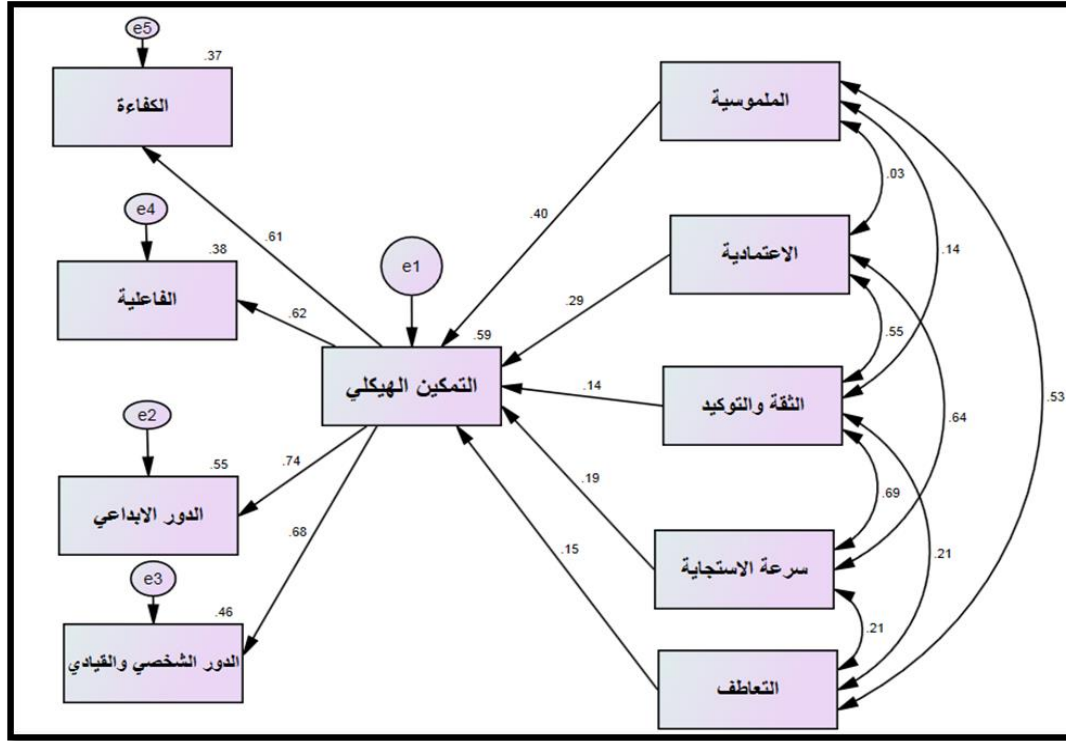 e5
.37
الكفاءة
الملموسية
.03
e4
.61
.40
.38
الفاعلية
e1
الاعتمادية
.14
.62
.29
.59
.55
التمكين الهيكلي
.14
الثقة والتوكيد
.53
e2
.64
.74
.55
.19
.69
الدور الابداعي
.68
سرعة الاستجاية
.15
.21
e3
.46
.21
الدور الشخصي والقيادي
التعاطف